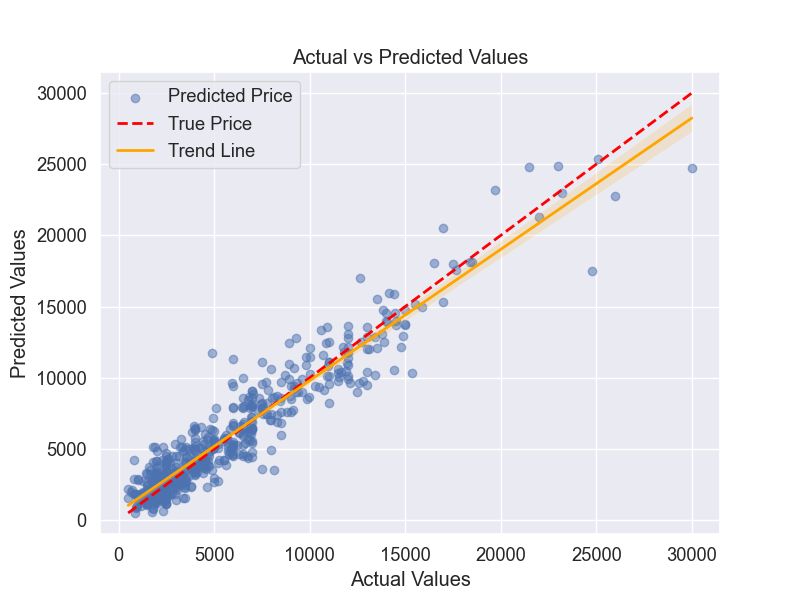 Actual vs Predicted Values
Predicted Price
True Price
Trend Line
Predicted Values
30000
25000
20000
15000
10000
5000
0
0 5000 10000 15000 20000 25000 30000
Actual Values